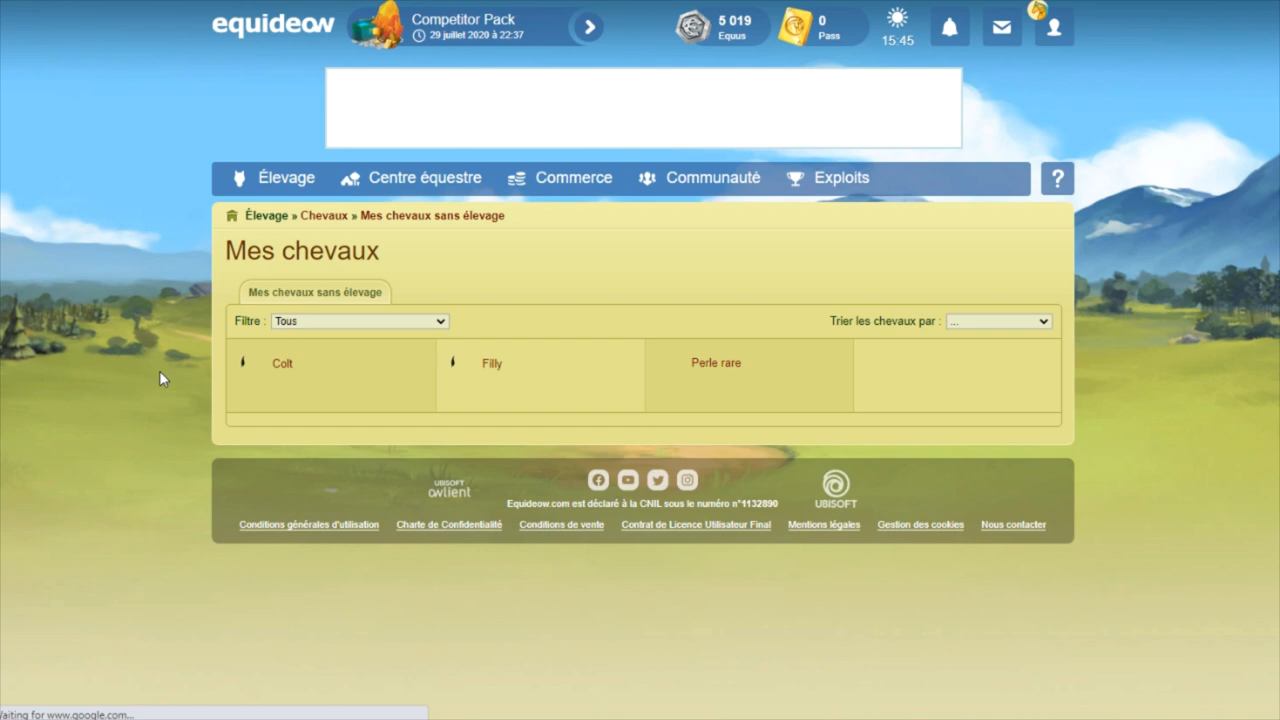 equideow
Competitor Pack
29 juillet 2020 à 22:37
5 019
Equus
0
Pass
15:45
Élevage
Centre équestre
Commerce
Communauté
Exploits
?
Élevage » Chevaux » Mes chevaux sans élevage
Mes chevaux
Mes chevaux sans élevage
Filtre : Tous
Trier les chevaux par : ...
Colt
Filly
Perle rare
UBISOFT
owlient
UBISOFT
Equideow.com est déclaré à la CNIL sous le numéro n°1132890
Conditions générales d'utilisation Charte de Confidentialité Conditions de vente Contrat de Licence Utilisateur Final Mentions légales Gestion des cookies Nous contacter
aiting for www.google.com...